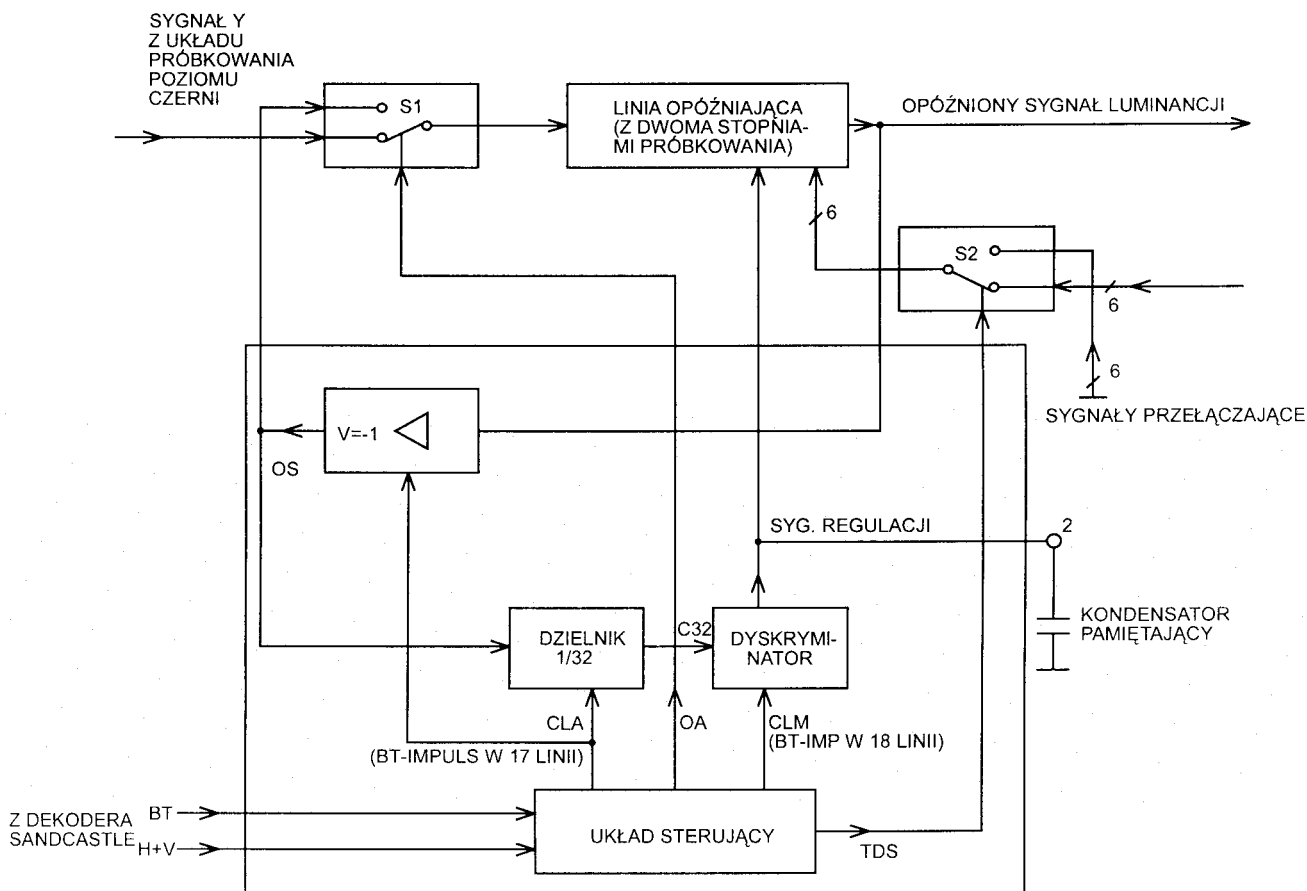 SYGNAŁ Y
Z UKŁADU
PRÓBKOWANIA
POZIOMU
CZERNI
S1
LINIA OPÓŹNIAJĄCA
(Z DWOMA STOPNIA-
MI PRÓBKOWANIA)
OPÓŹNIONY SYGNAŁ LUMINANCJI
6
S2
6
6
SYGNAŁY PRZEŁĄCZAJĄCE
V=-1
OS
SYG. REGULACJI
2
KONDENSATOR
PAMIĘTAJĄCY
DZIELNIK
1/32
C32
DYSKRYMI-
NATOR
CLA
(BT-IMPULS W 17 LINII)
OA
CLM
(BT-IMP W 18 LINII)
Z DEKODERA
SANDCASTLE
BT
H+V
UKŁAD STERUJĄCY
TDS